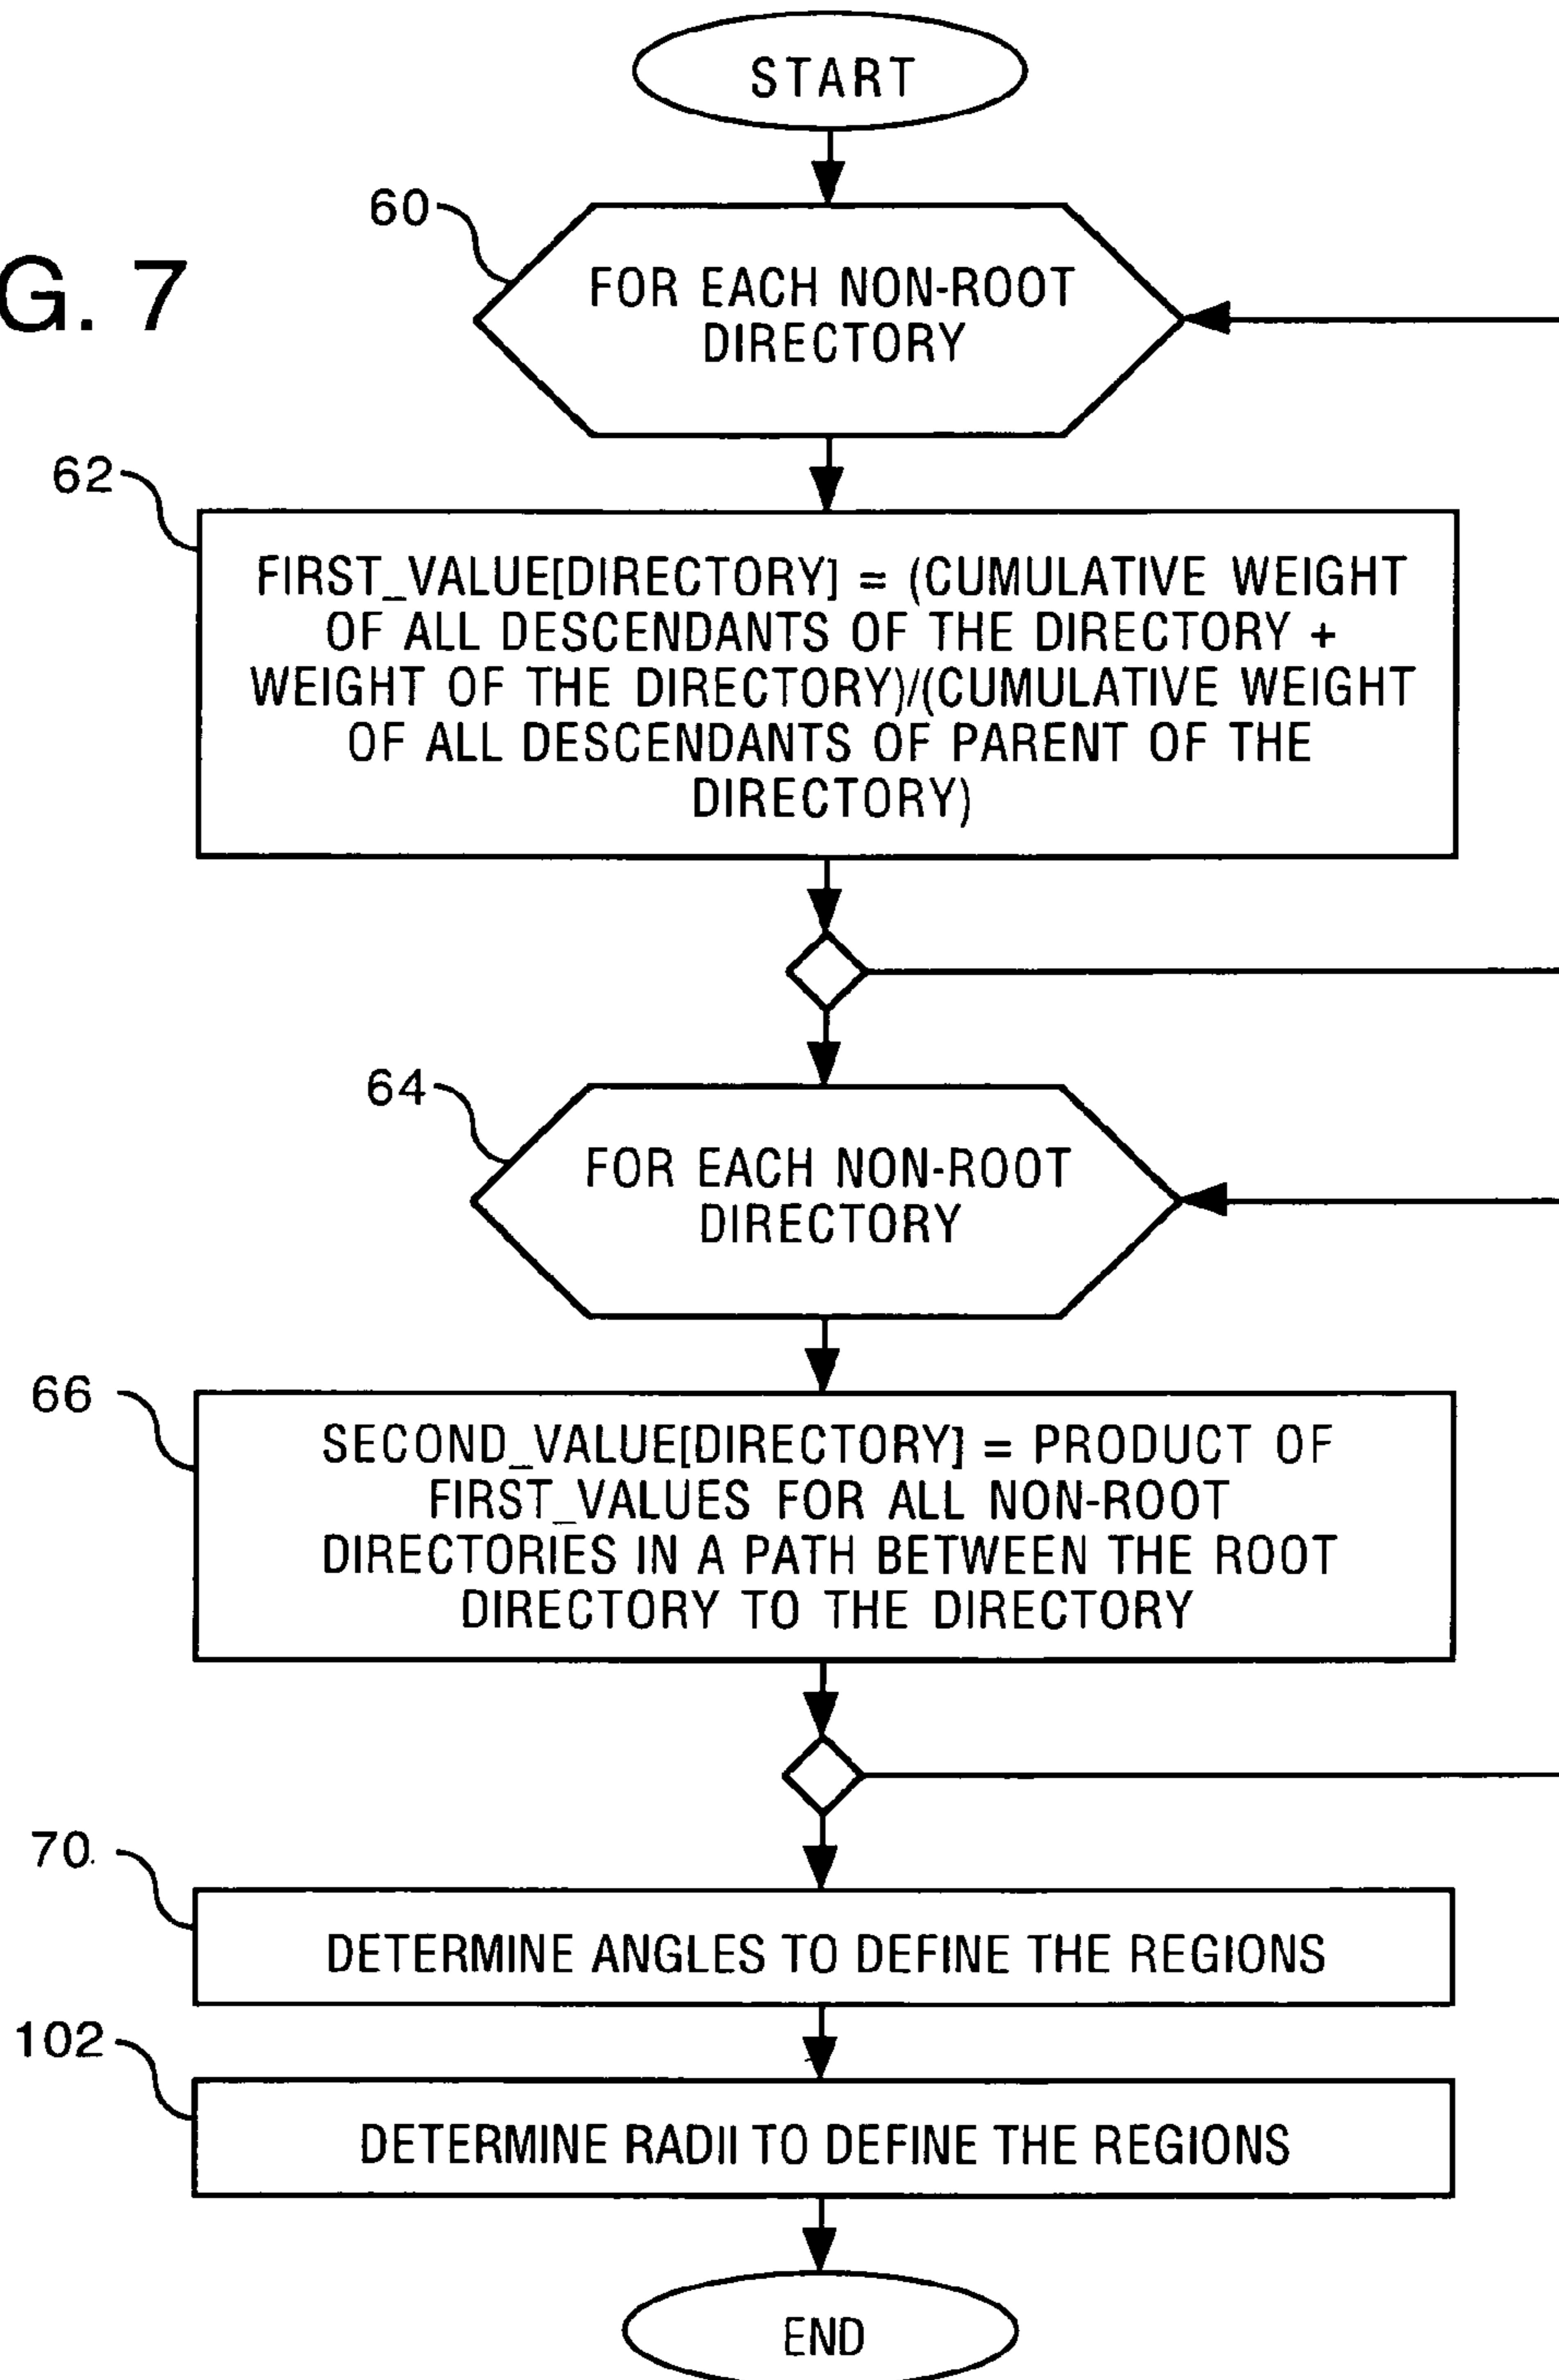 START
60
G. 7
FOR EACH NON-ROOT
DIRECTORY
62
FIRST_VALUE[DIRECTORY] = (CUMULATIVE WEIGHT
OF ALL DESCENDANTS OF THE DIRECTORY +
WEIGHT OF THE DIRECTORY)/(CUMULATIVE WEIGHT
OF ALL DESCENDANTS OF PARENT OF THE
DIRECTORY)
64
FOR EACH NON-ROOT
DIRECTORY
66
SECOND_VALUE[DIRECTORY] = PRODUCT OF
FIRST_VALUES FOR ALL NON-ROOT
DIRECTORIES IN A PATH BETWEEN THE ROOT
DIRECTORY TO THE DIRECTORY
70
DETERMINE ANGLES TO DEFINE THE REGIONS
102
DETERMINE RADII TO DEFINE THE REGIONS
END